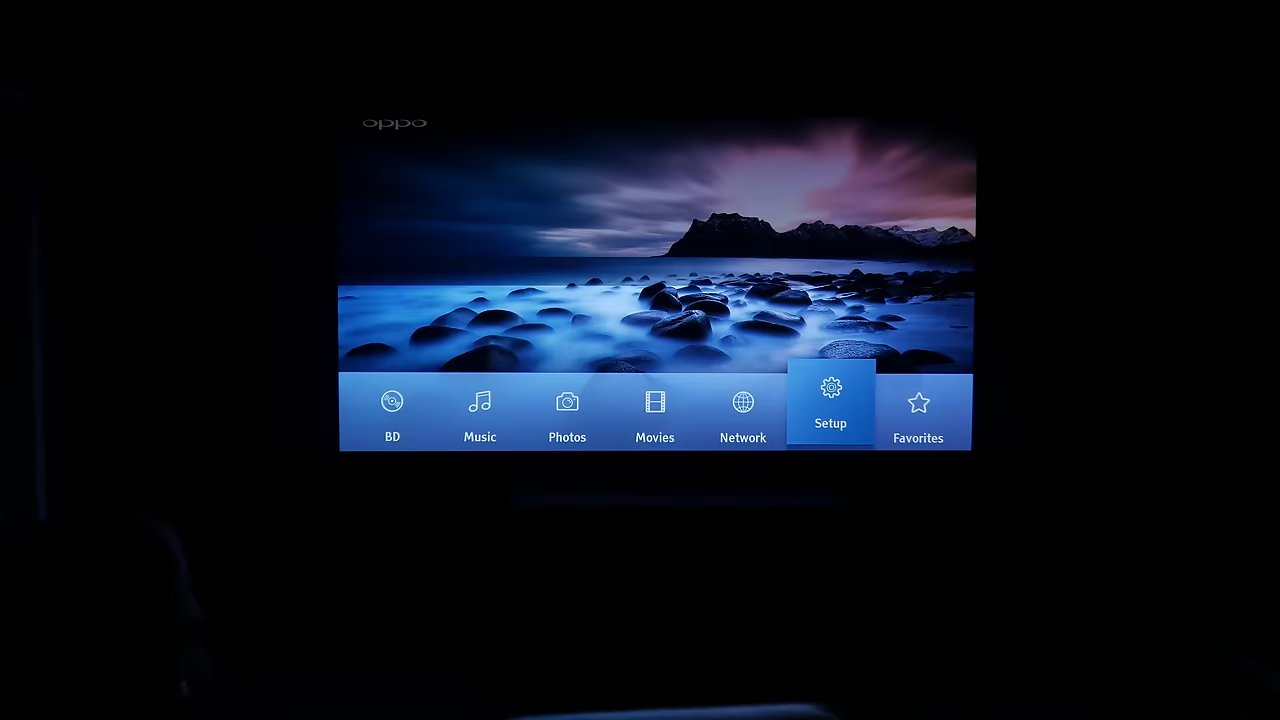 oppo
BD
Music
Photos
Movies
Network
Setup
Favorites